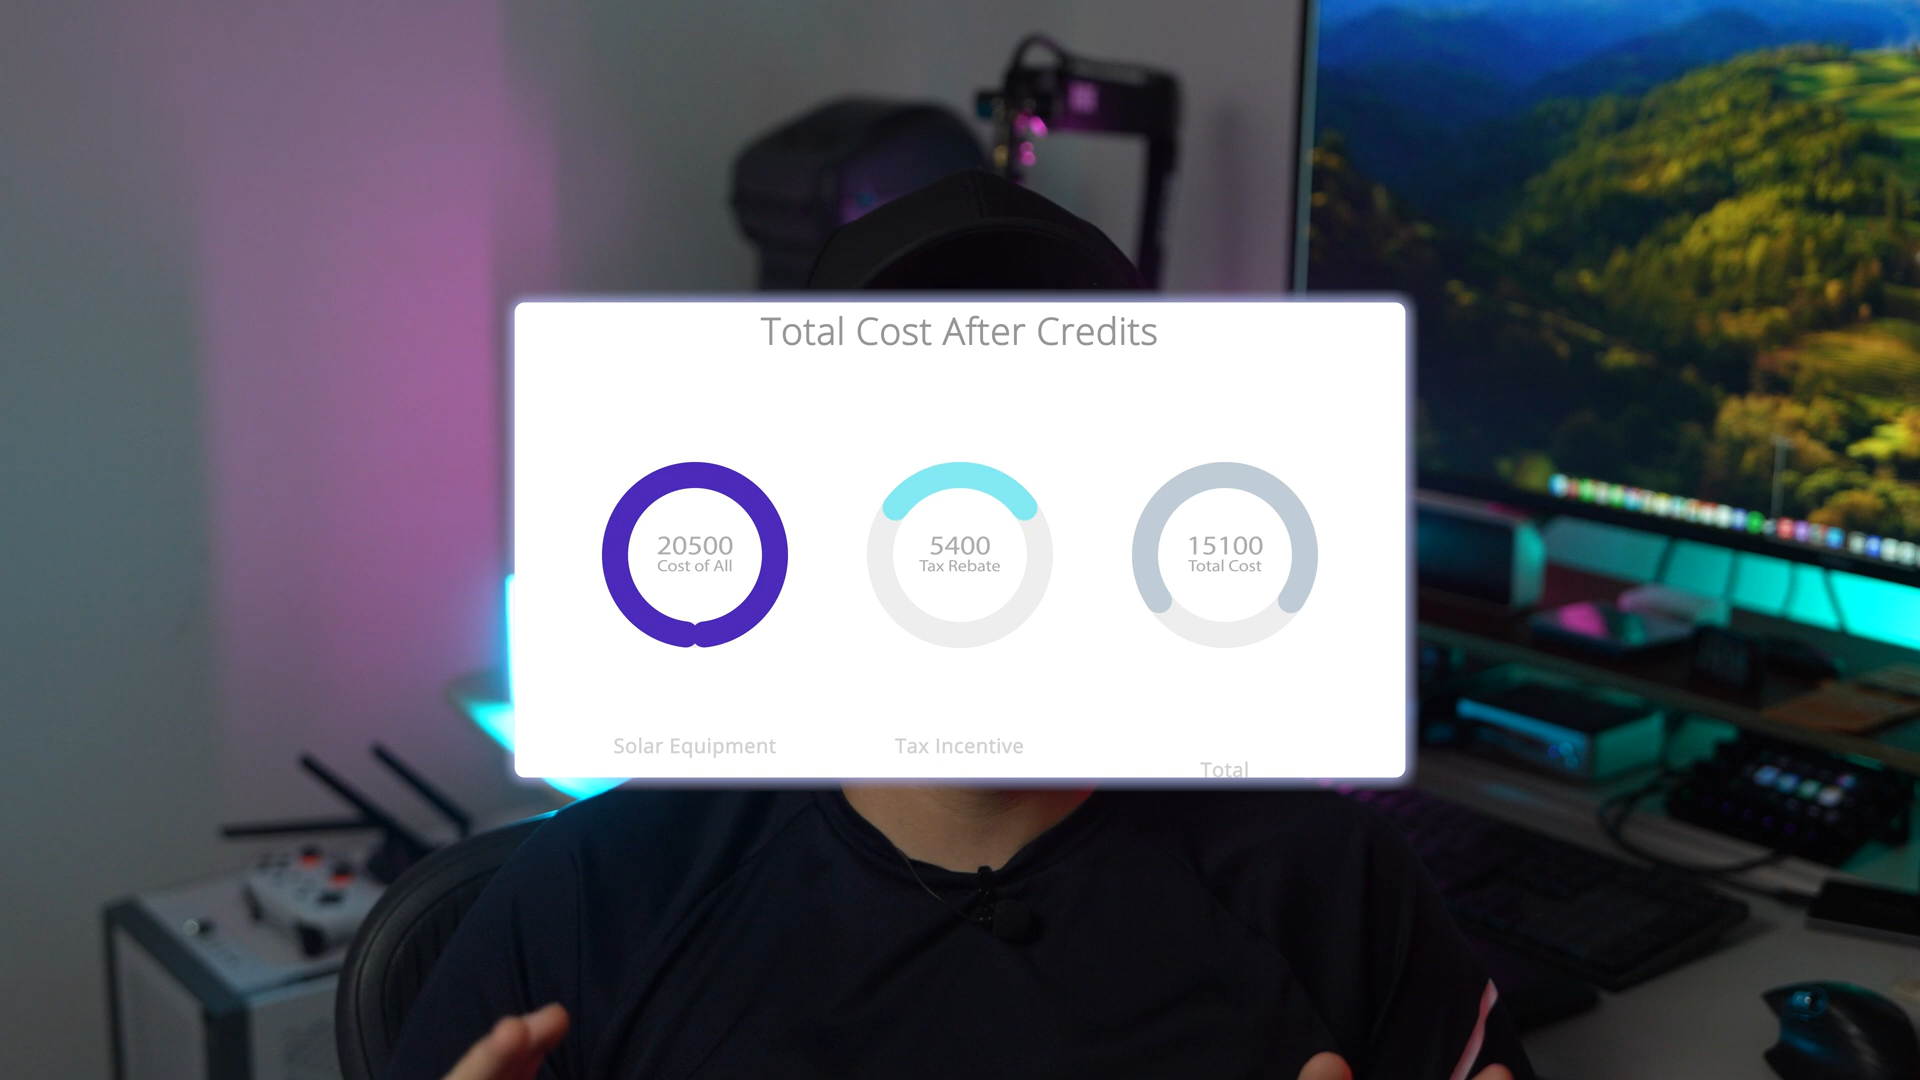 Total Cost After Credits
20500
Cost of All
5400
Tax Rebate
15100
Total Cost
Solar Equipment
Tax Incentive
Total